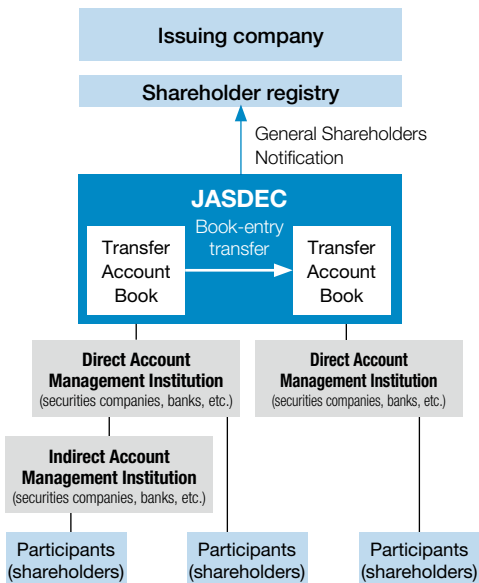 Issuing company
Shareholder registry
General Shareholders
Notification
JASDEC
Book-entry
transfer
Transfer
Account
Book
Transfer
Account
Book
Direct Account
Management Institution
(securities companies, banks, etc.)
Direct Account
Management Institution
(securities companies, banks, etc.)
Indirect Account
Management Institution
(securities companies, banks, etc.)
Participants
(shareholders)
Participants
(shareholders)
Participants
(shareholders)